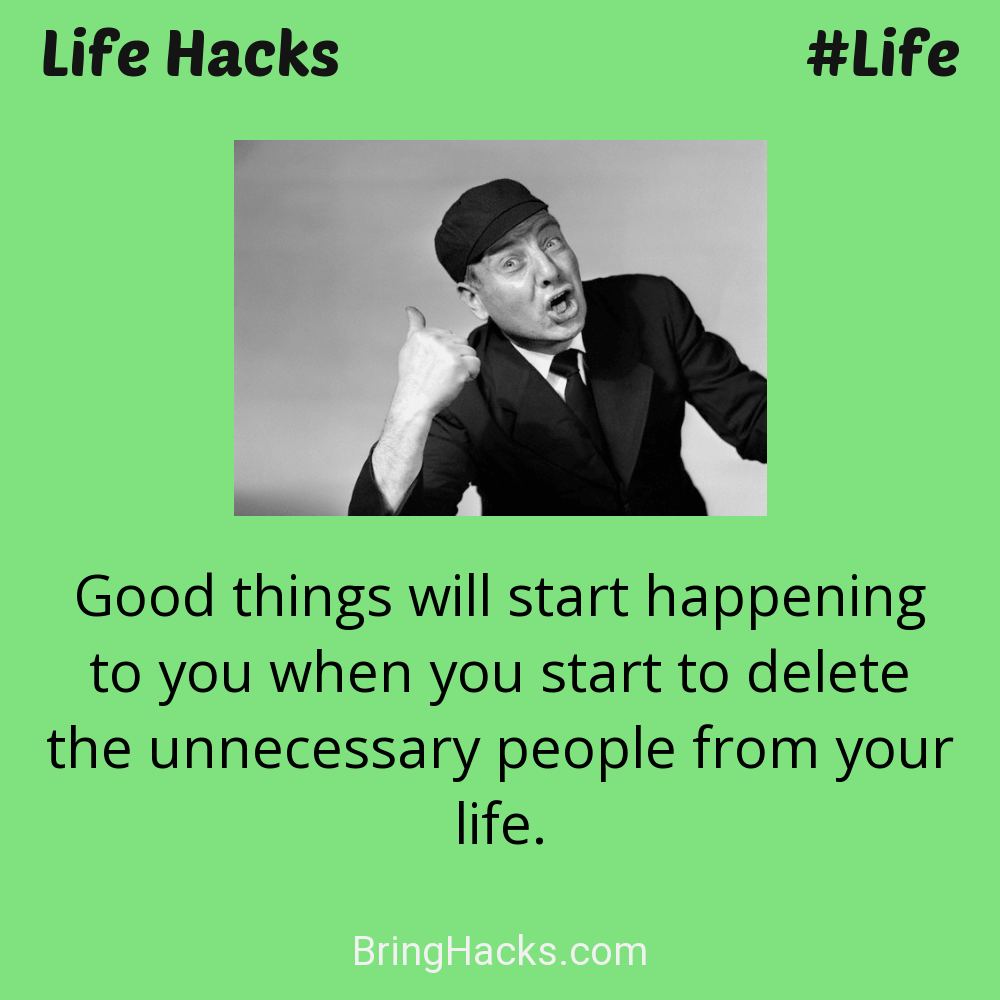 Life Hacks #Life
Good things will start happening
to you when you start to delete
the unnecessary people from your
life.
BringHacks.com